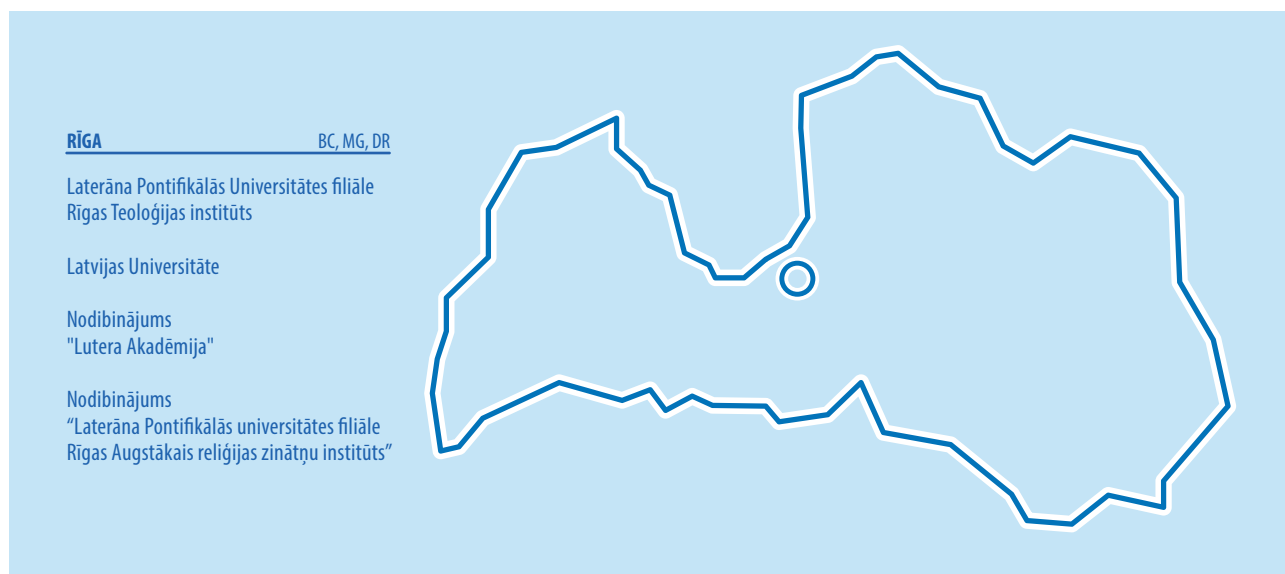 RĪGA BC, MG, DR
Laterāna Pontifikālās Universitātes filiāle
Rīgas Teoloģijas institūts
Latvijas Universitāte
Nodibinājums
"Lutera Akadēmija"
Nodibinājums
“Laterāna Pontifikālās universitātes filiāle
Rīgas Augstākais reliģijas zinātņu institūts”